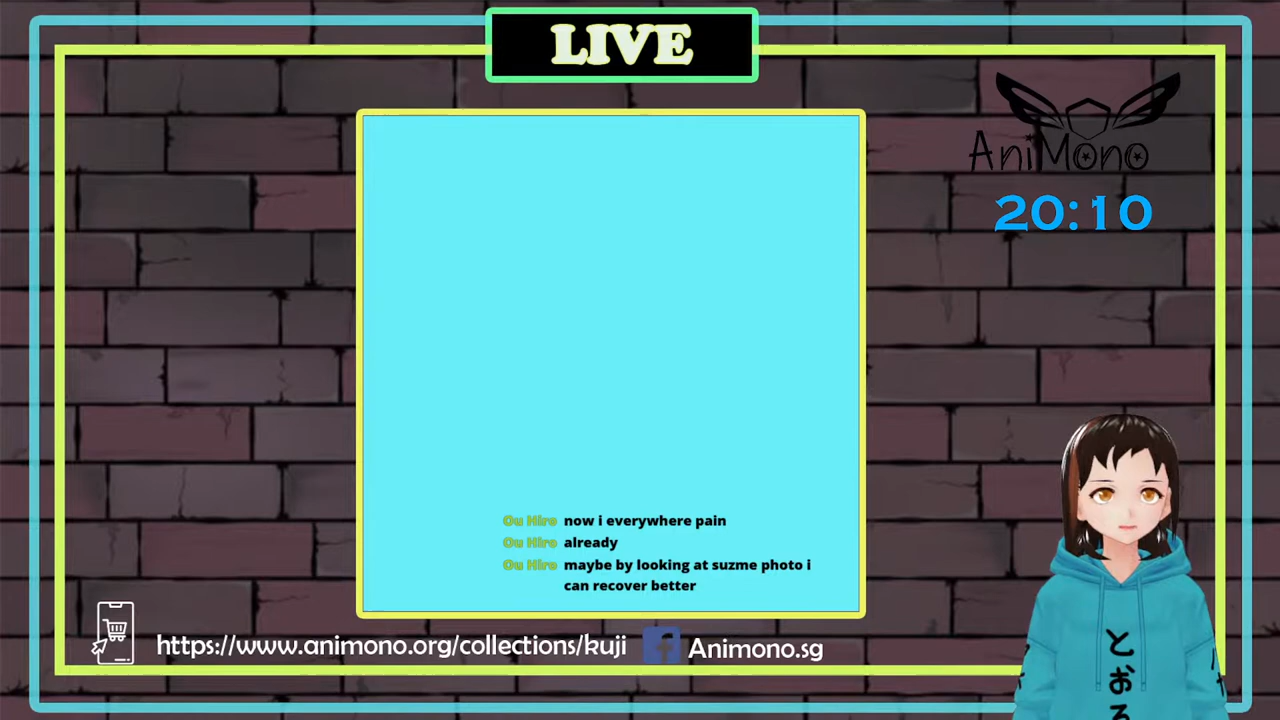 LIVE
AniMono
20:10
Ou Hiro now i everywhere pain
Ou Hiro already
Ou Hiro maybe by looking at suzme photo i
can recover better
https://www.animono.org/collections/kuji
Animono.sg
とおる